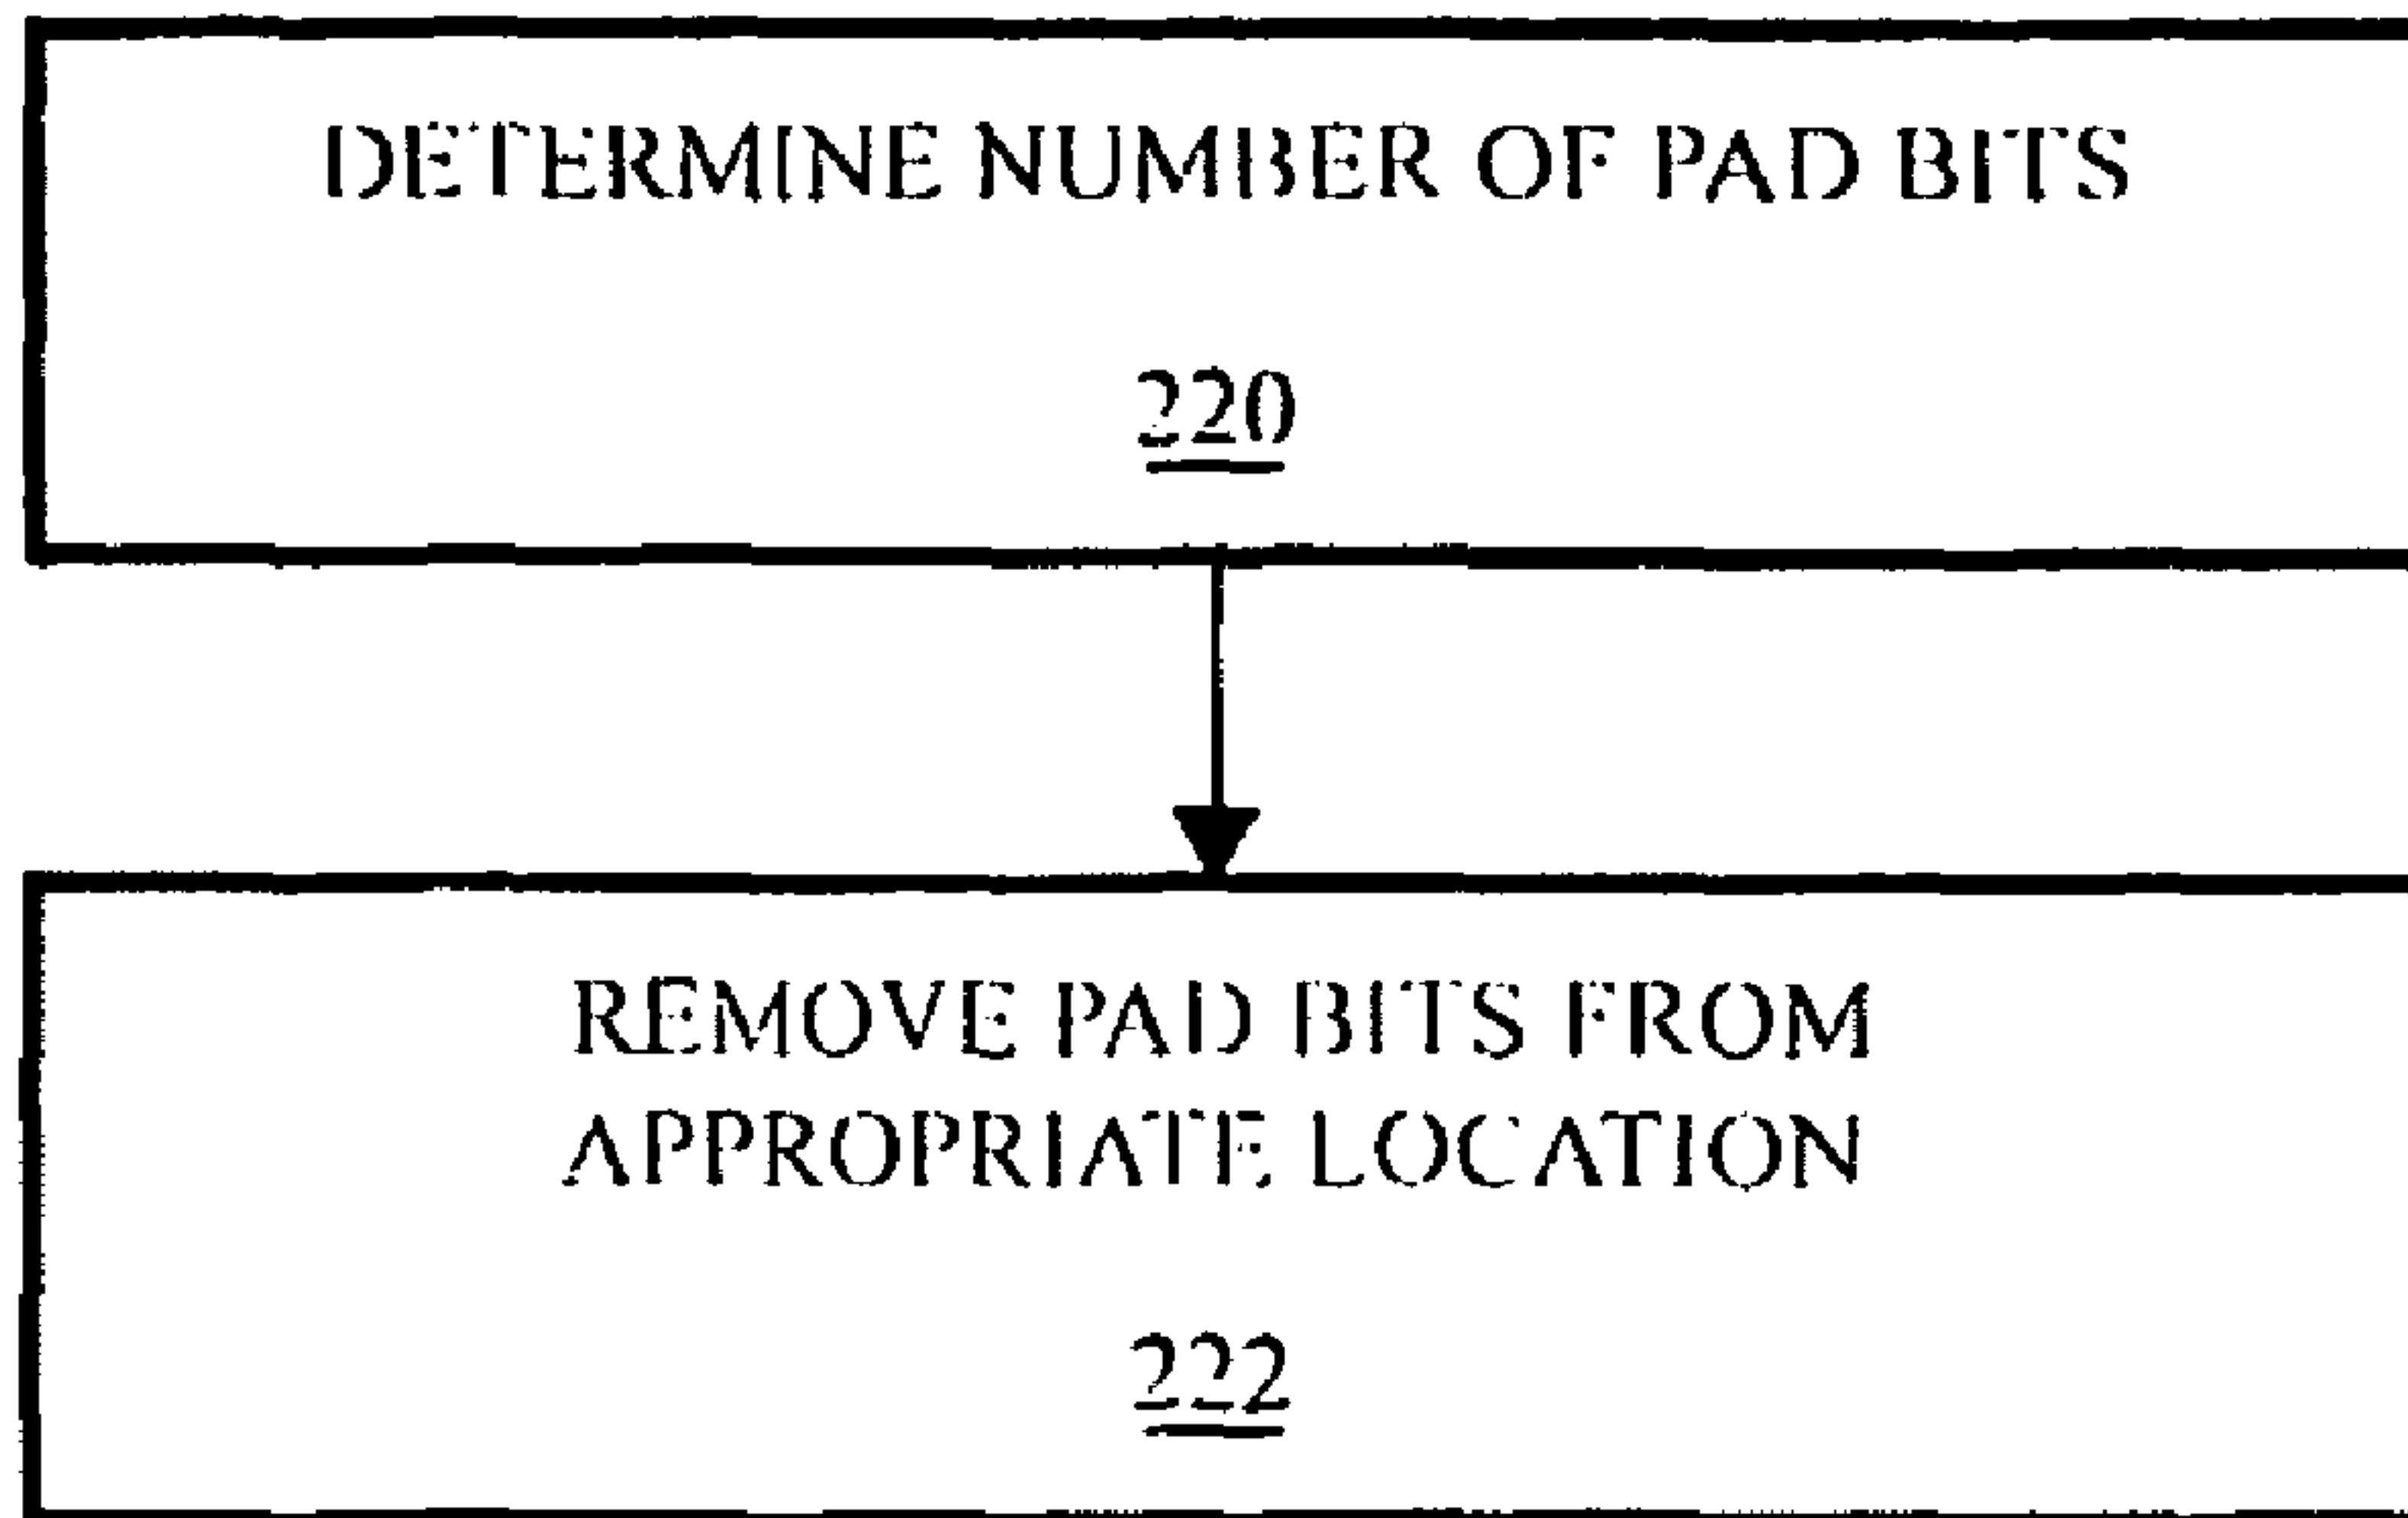 DETERMINE NUMBER OF PAD BITS
220
REMOVE PAD BITS FROM
APPROPRIATE LOCATION
222